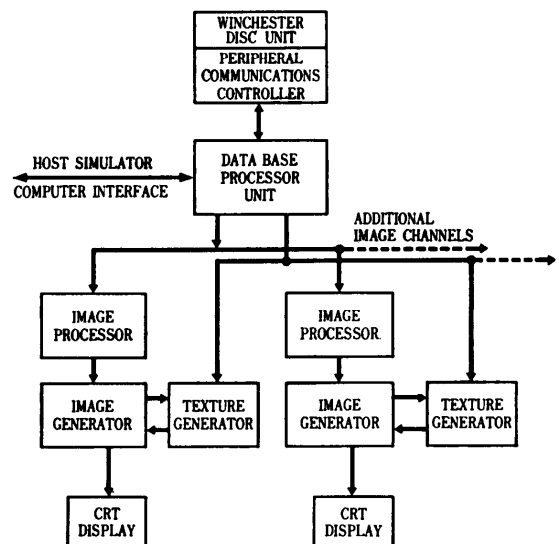 WINCHESTER
DISC UNIT
PERIPHERAL
COMMUNICATIONS
CONTROLLER
HOST SIMULATOR
COMPUTER INTERFACE
DATA BASE
PROCESSOR
UNIT
ADDITIONAL
IMAGE CHANNELS
IMAGE
PROCESSOR
IMAGE
PROCESSOR
IMAGE
GENERATOR
TEXTURE
GENERATOR
IMAGE
GENERATOR
TEXTURE
GENERATOR
CRT
DISPLAY
CRT
DISPLAY